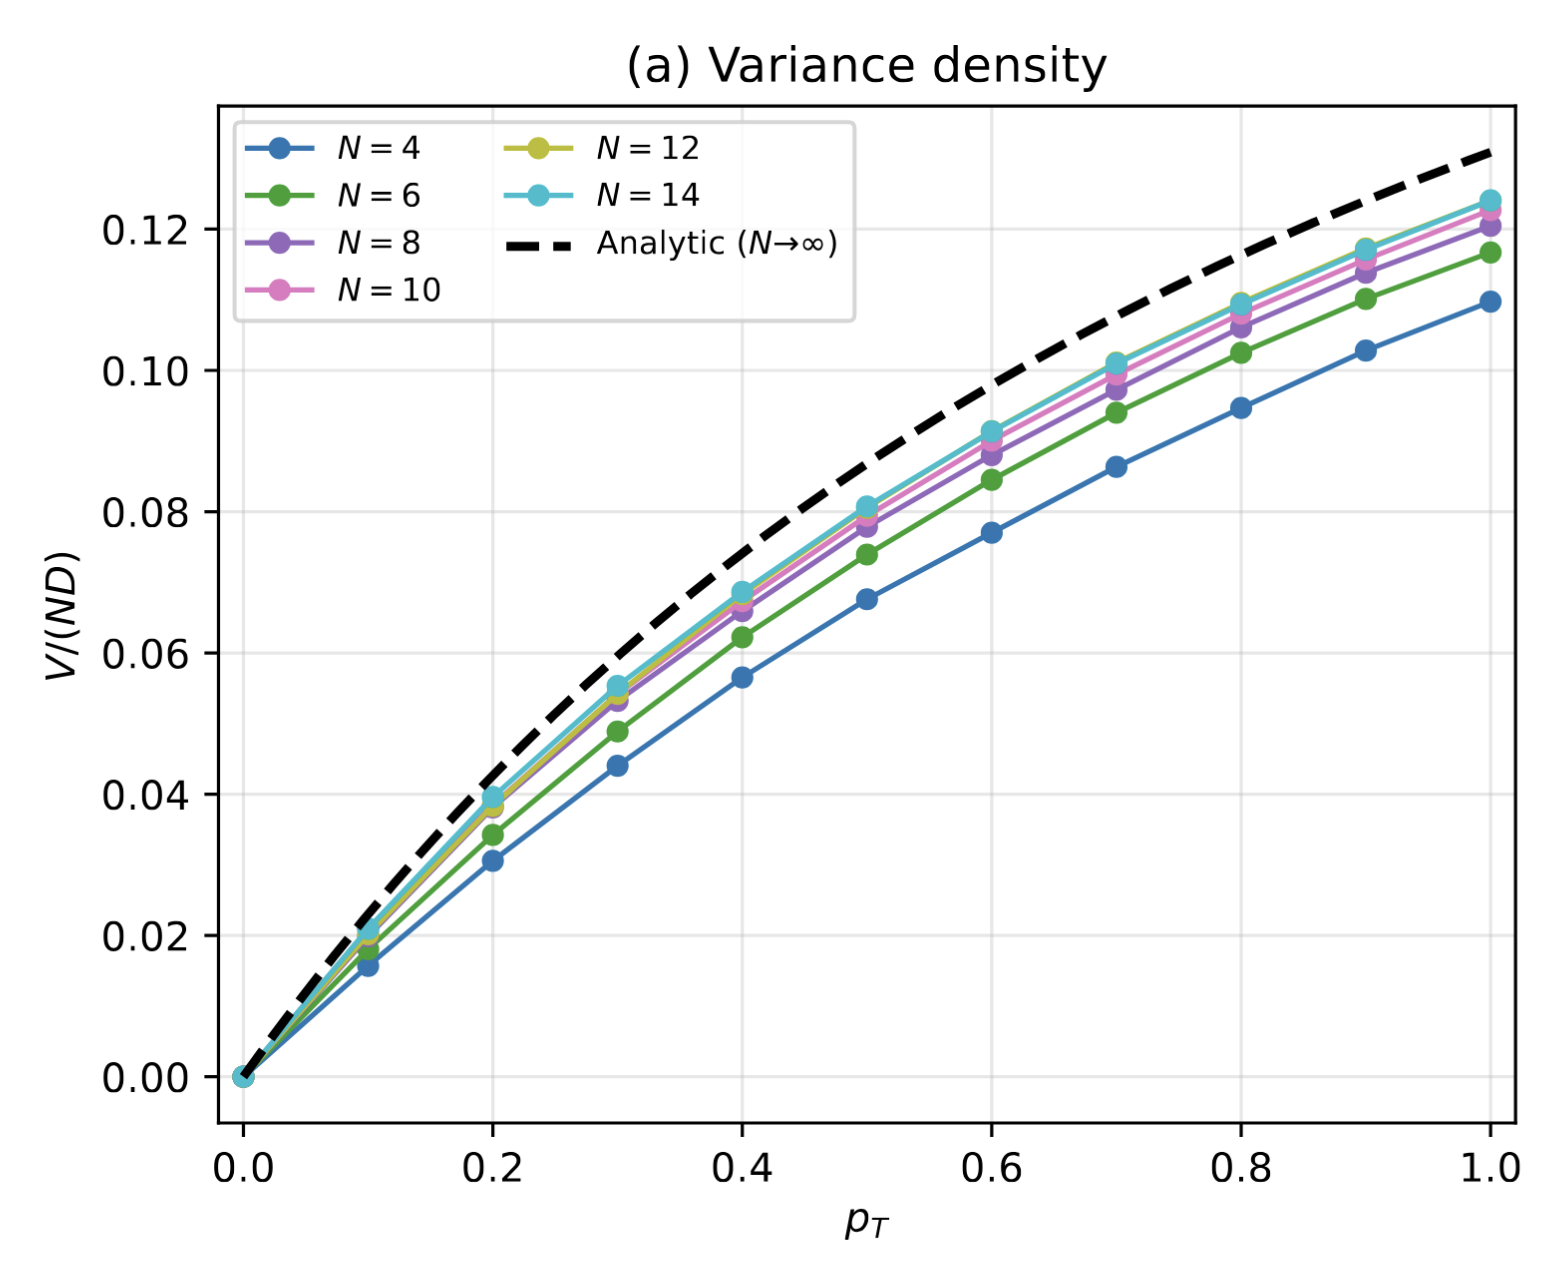 (a) Variance density
N = 4
N = 6
N = 8
N = 10
N = 12
N = 14
Analytic (N→∞)
0.12
0.10
0.08
0.06
0.04
0.02
0.00
V/(ND)
0.0 0.2 0.4 0.6 0.8 1.0
p_T